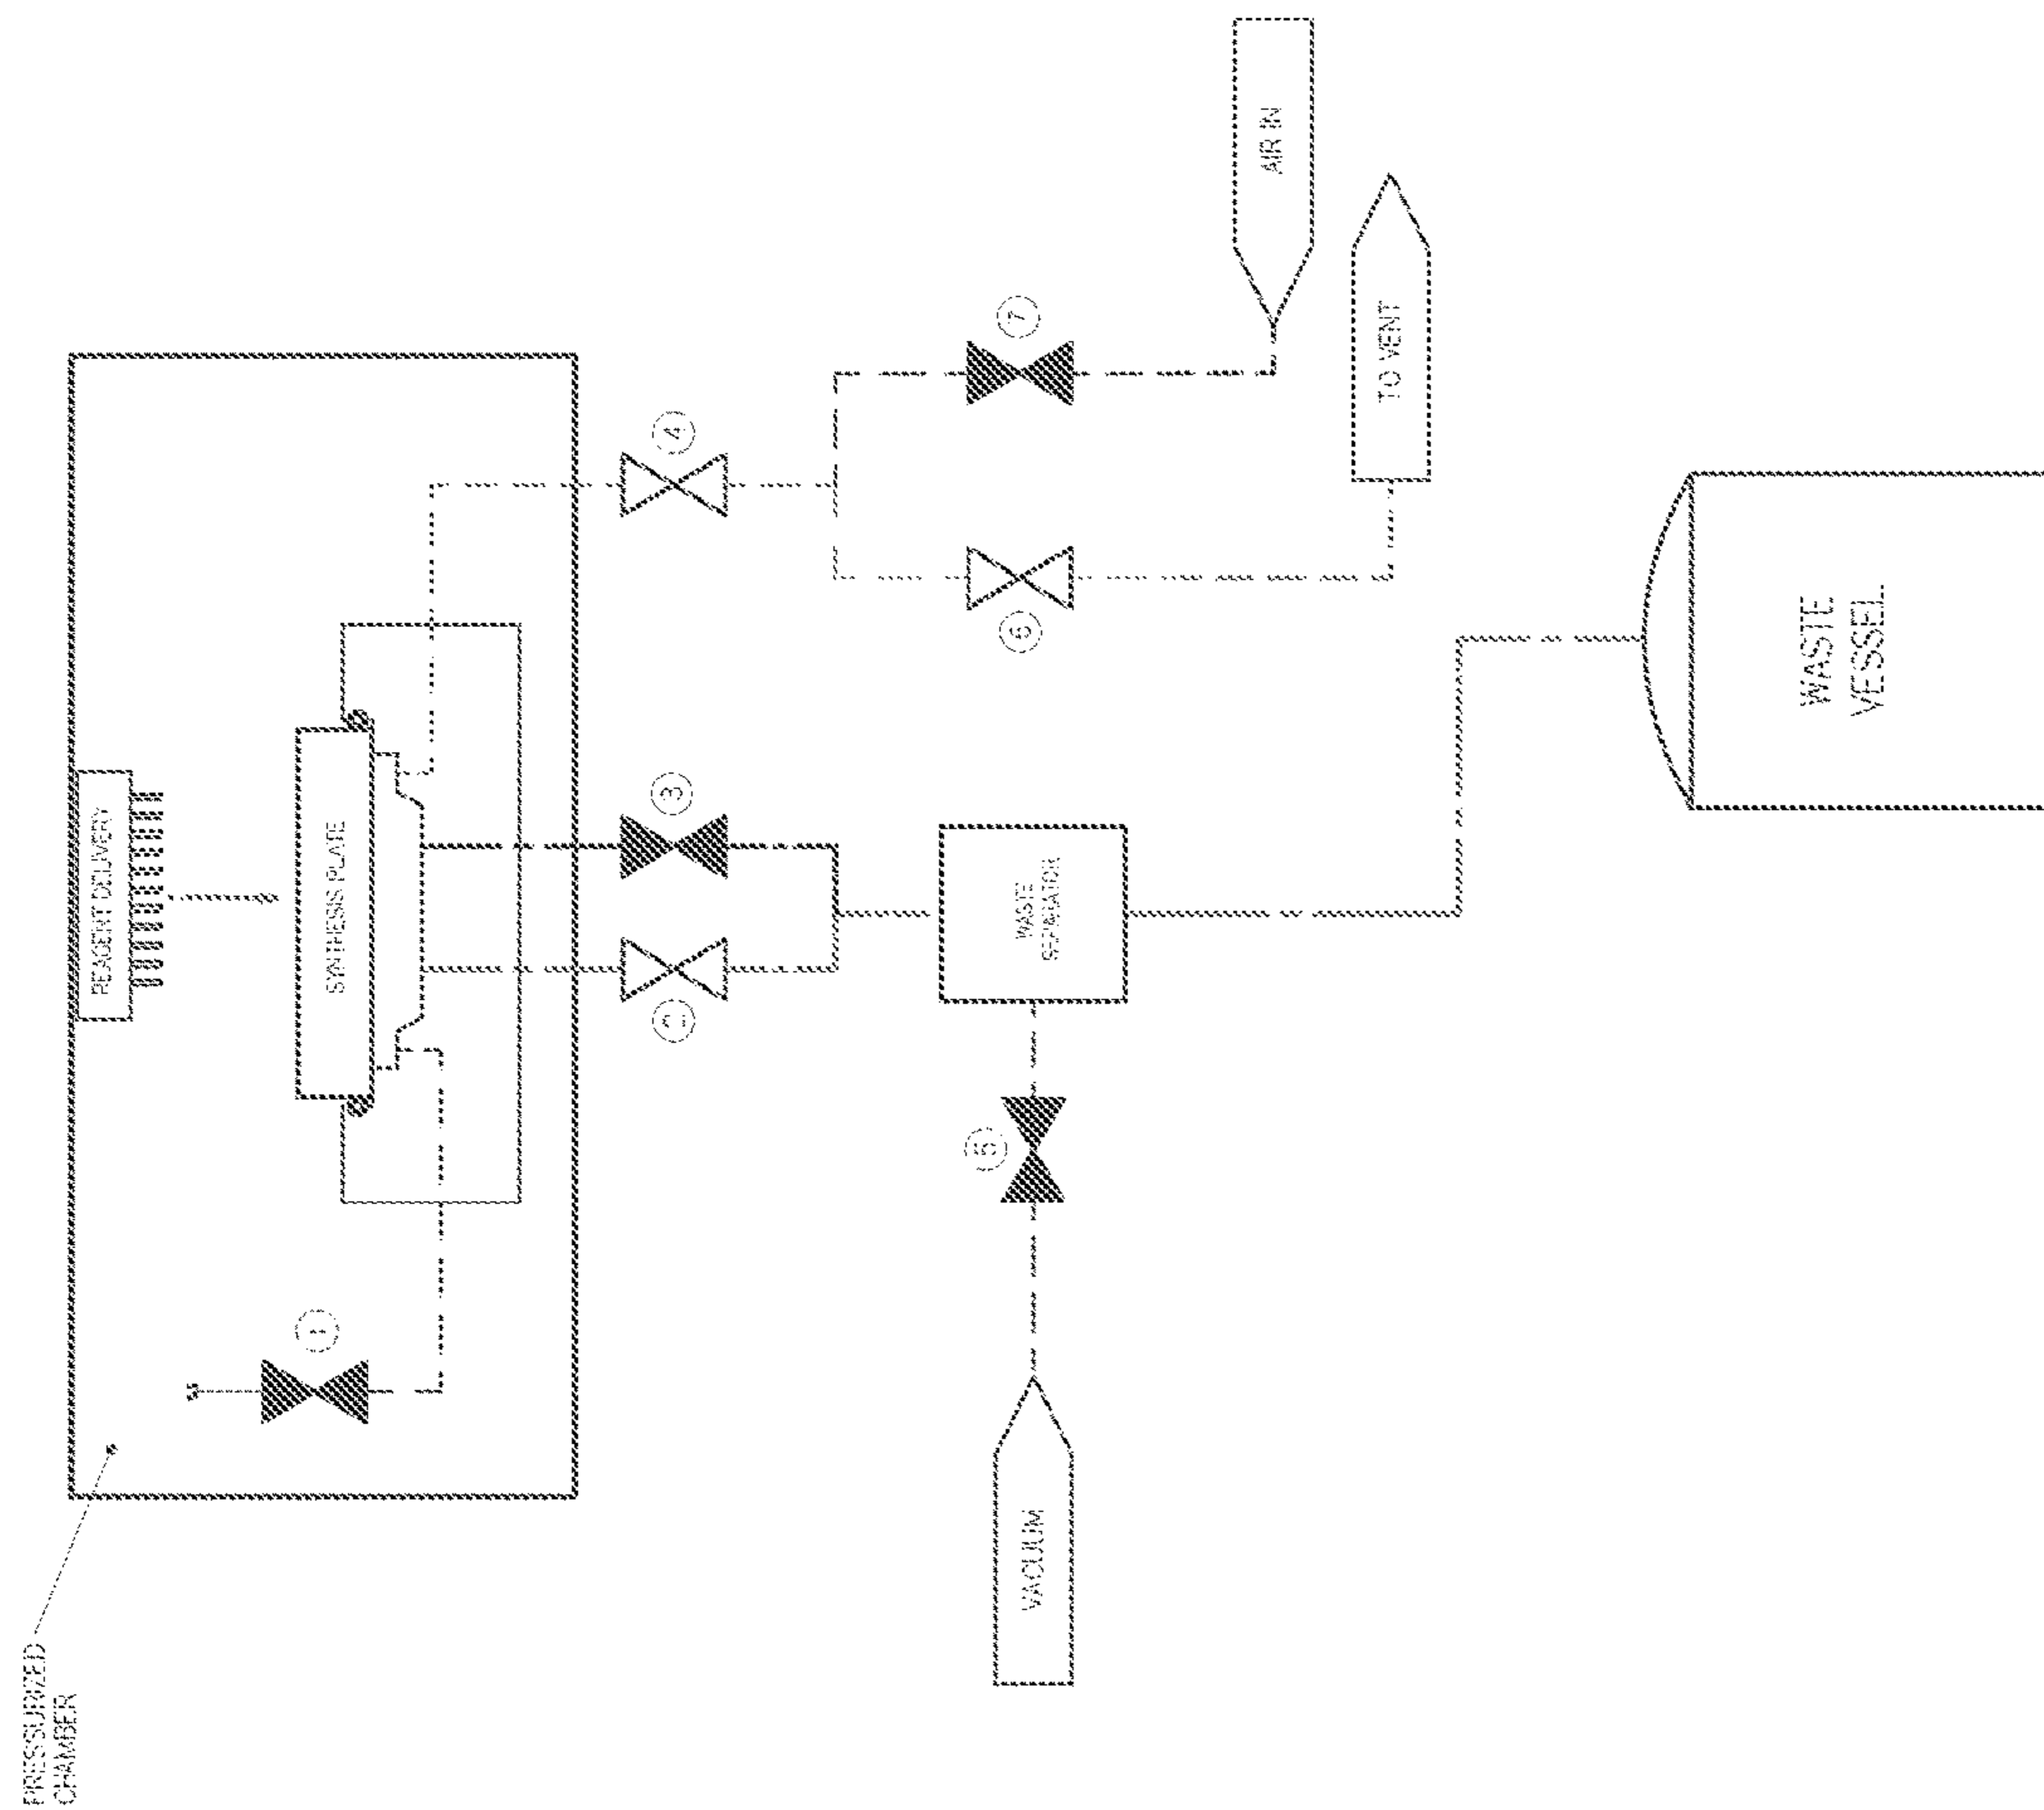 PRESSURIZED
CHAMBER
REAGENT DELIVERY
SYNTHESIS PLATE
1
3
4
5
6
7
WASTE
SEPARATOR
VACUUM
AIR IN
TO VENT
WASTE
VESSEL